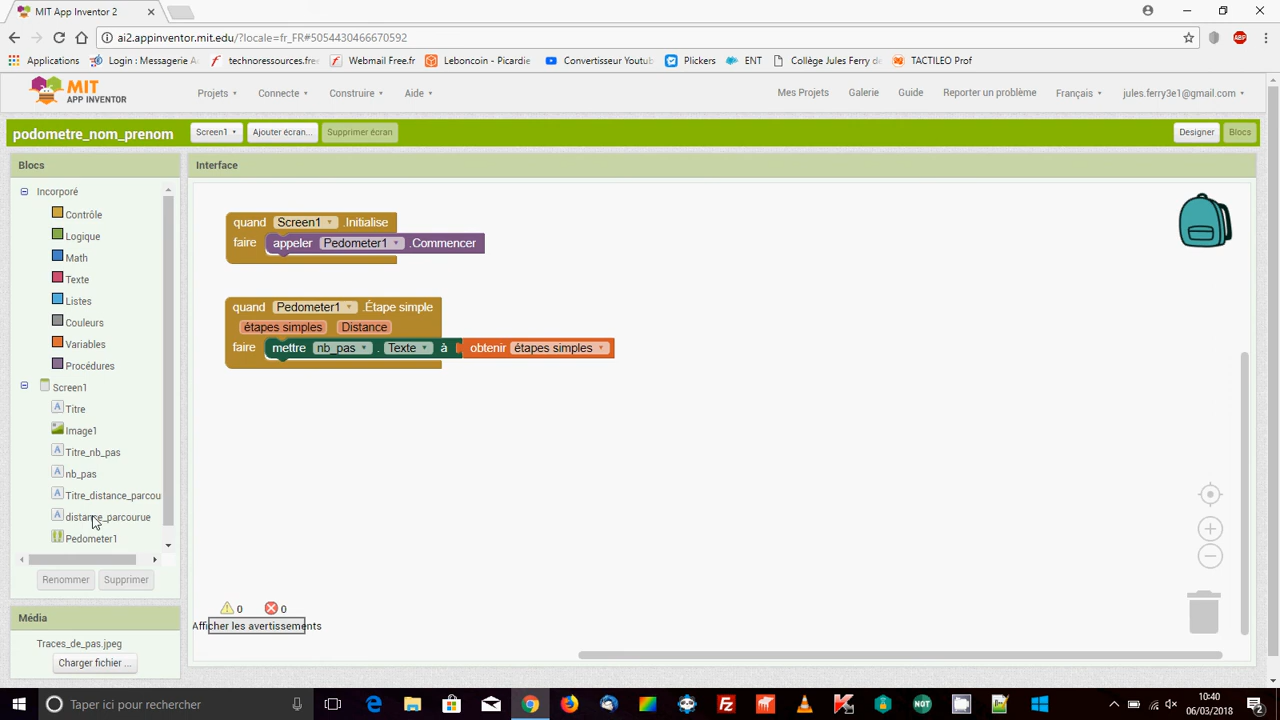 MIT App Inventor 2
ai2.appinventor.mit.edu/?locale=fr_FR#5054430466670592
Applications
Login : Messagerie A
technoressources.free
Webmail Free.fr
Leboncoin - Picardie
Convertisseur Youtub
Plickers
ENT
Collège Jules Ferry de
TACTILEO Prof
MIT
APP INVENTOR
Projets
Connecte
Construire
Aide
Mes Projets
Galerie
Guide
Reporter un problème
Français
jules.ferry3e1@gmail.com
podometre_nom_prenom
Screen1
Ajouter écran...
Supprimer écran
Designer
Blocs
Blocs
Incorporé
Contrôle
Logique
Math
Texte
Listes
Couleurs
Variables
Procédures
Screen1
Titre
Image1
Titre_nb_pas
nb_pas
Titre_distance_parcou
distance_parcourue
Pedometer1
Renommer
Supprimer
Média
Traces_de_pas.jpeg
Charger fichier ...
Interface
quand Screen1 .Initialise
faire appeler Pedometer1 .Commencer
quand Pedometer1 .Étape simple
étapes simples Distance
faire mettre nb_pas . Texte à obtenir étapes simples
0 0
Afficher les avertissements
Taper ici pour rechercher
10:40
06/03/2018